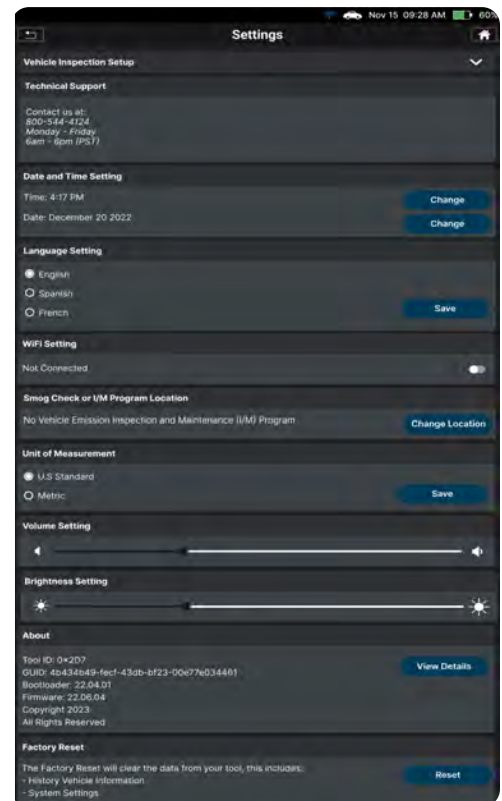 Nov 15 09:28 AM 60%
Settings
Vehicle Inspection Setup
Technical Support
Contact us at:
800-544-4124
Monday - Friday
6am - 6pm (PST)
Date and Time Setting
Time: 4:17 PM
Change
Date: December 20 2022
Change
Language Setting
English
Spanish
French
Save
WiFi Setting
Not Connected
Smog Check or I/M Program Location
No Vehicle Emission Inspection and Maintenance (I/M) Program
Change Location
Unit of Measurement
U.S Standard
Metric
Save
Volume Setting
Brightness Setting
About
Tool ID: 0x2D7
View Details
GUID: 4b434b49-fecf-43db-bf23-00e77e034461
Bootloader: 22.04.01
Firmware: 22.06.04
Copyright 2023
All Rights Reserved
Factory Reset
The Factory Reset will clear the data from your tool, this includes:
- History Vehicle Information
Reset
- System Settings